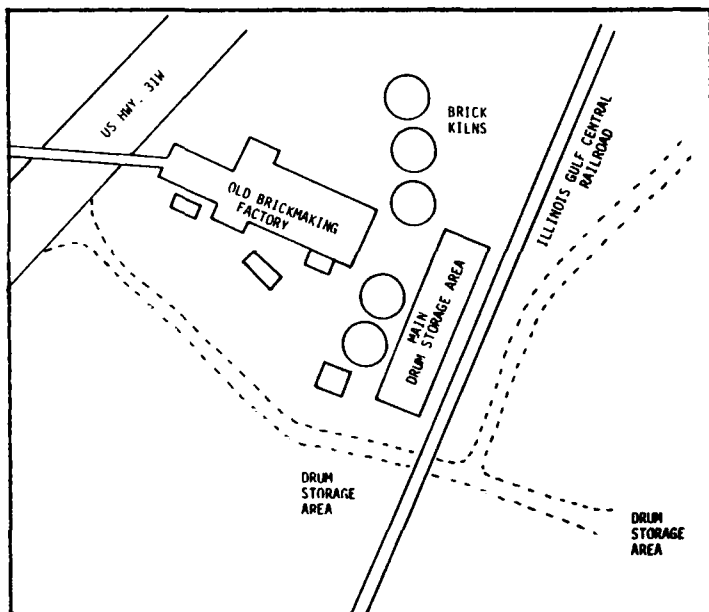 US HWY. 31W
BRICK
KILNS
ILLINOIS GULF CENTRAL
RAILROAD
OLD BRICKMAKING
FACTORY
MAIN
DRUM STORAGE AREA
DRUM
STORAGE
AREA
DRUM
STORAGE
AREA